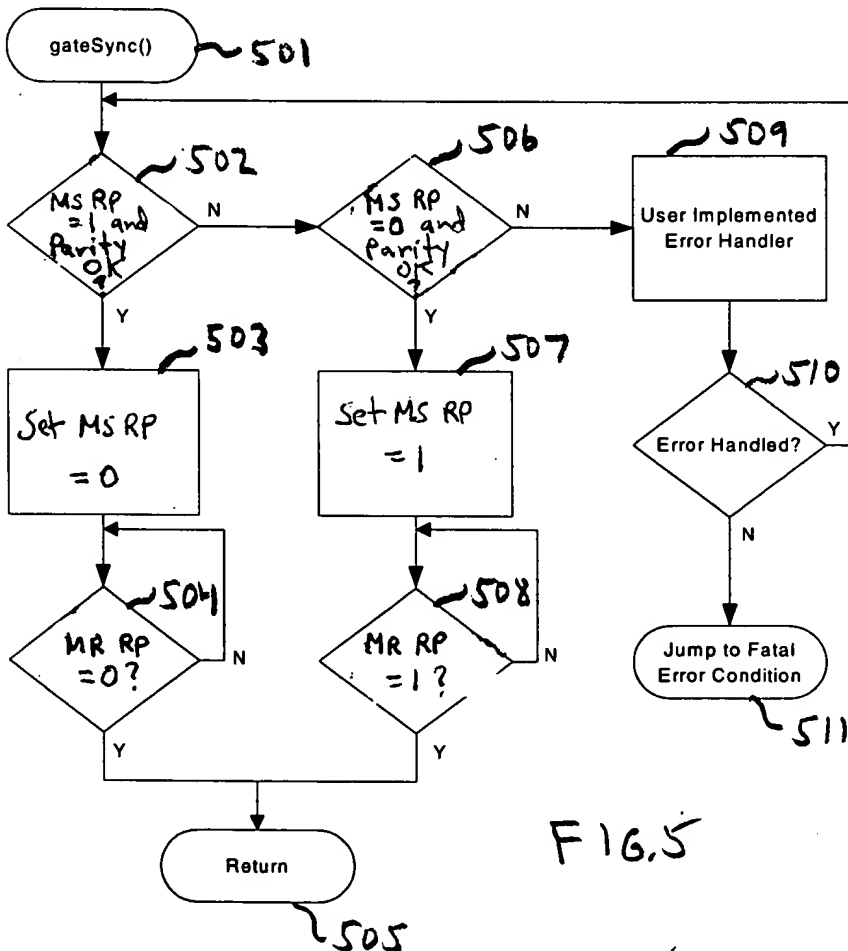 gateSync()
501
502
506
509
MS RP
=1 and
Parity
OK
?
N
MS RP
=0 and
Parity
OK
?
N
User Implemented
Error Handler
Y
Y
503
507
510
Set MS RP
=0
Set MS RP
=1
Error Handled?
Y
N
504
508
MR RP
=0?
N
MR RP
=1?
N
Jump to Fatal
Error Condition
511
Y
Y
Return
505
FIG.5